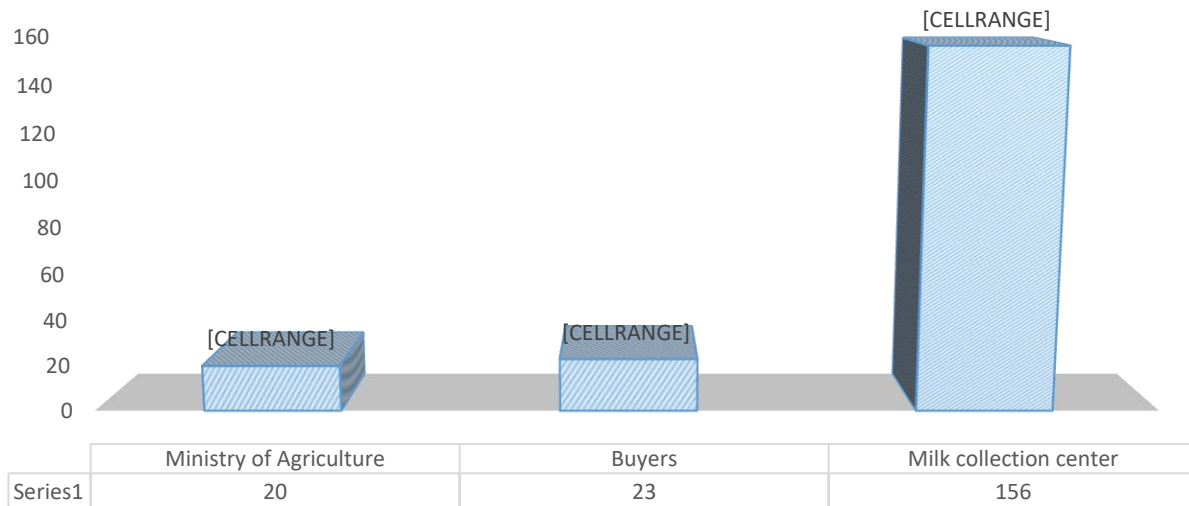 [CELLRANGE]
160
140
120
100
80
60
40
[CELLRANGE]
[CELLRANGE]
20
0
Ministry of Agriculture Buyers Milk collection center
Series1 20 23 156